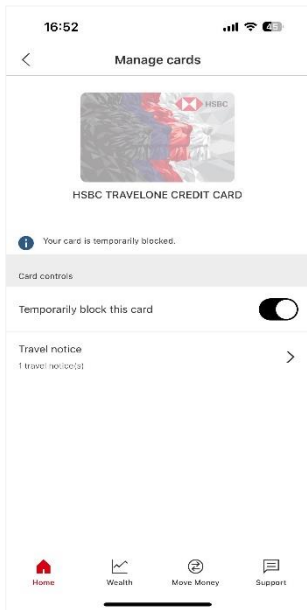 16:52
45
Manage cards
HSBC
HSBC TRAVELONE CREDIT CARD
Your card is temporarily blocked.
Card controls
Temporarily block this card
Travel notice
1 travel notice(s)
Home Wealth Move Money Support